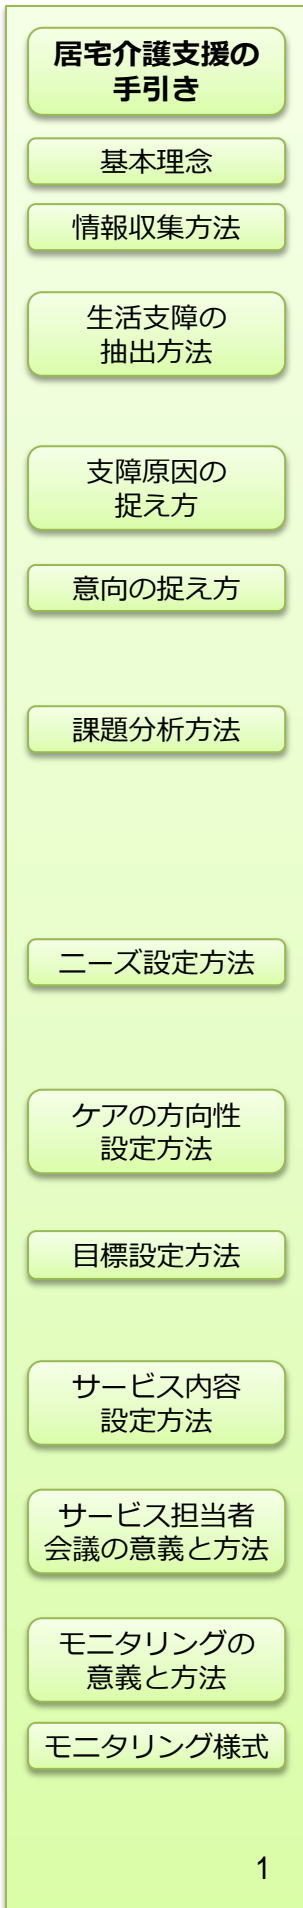 居宅介護支援の
手引き
基本理念
情報収集方法
生活支障の
抽出方法
支障原因の
捉え方
意向の捉え方
課題分析方法
ニーズ設定方法
ケアの方向性
設定方法
目標設定方法
サービス内容
設定方法
サービス担当者
会議の意義と方法
モニタリングの
意義と方法
モニタリング様式
1